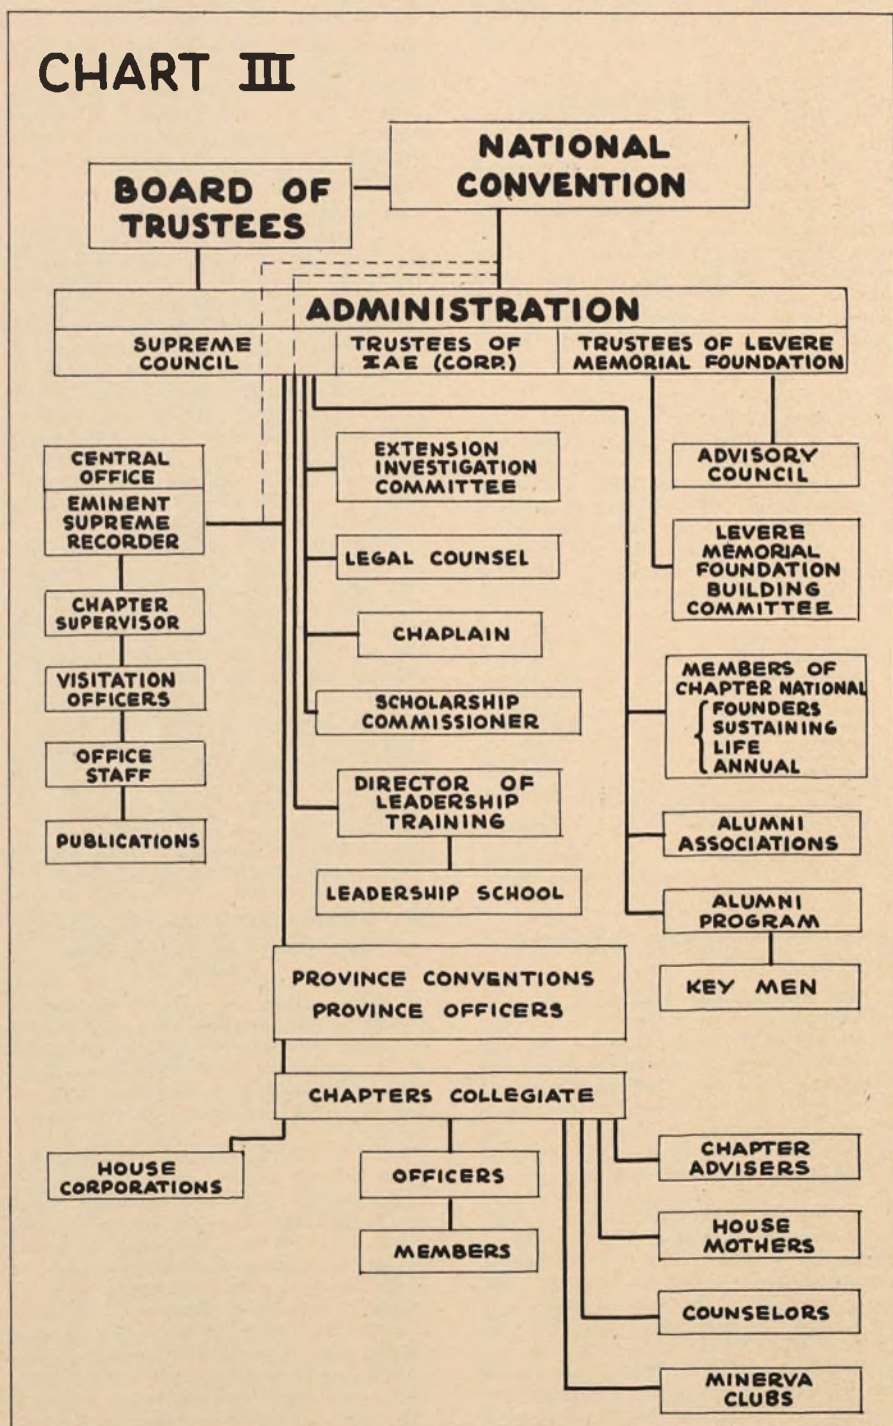 CHART III
NATIONAL
CONVENTION
BOARD OF
TRUSTEES
ADMINISTRATION
SUPREME
COUNCIL
TRUSTEES OF
ΣAE (CORP.)
TRUSTEES OF LEVERE
MEMORIAL FOUNDATION
CENTRAL
OFFICE
EMINENT
SUPREME
RECORDER
CHAPTER
SUPERVISOR
VISITATION
OFFICERS
OFFICE
STAFF
PUBLICATIONS
EXTENSION
INVESTIGATION
COMMITTEE
LEGAL COUNSEL
CHAPLAIN
SCHOLARSHIP
COMMISSIONER
DIRECTOR OF
LEADERSHIP
TRAINING
LEADERSHIP SCHOOL
ADVISORY
COUNCIL
LEVERE
MEMORIAL
FOUNDATION
BUILDING
COMMITTEE
MEMBERS OF
CHAPTER NATIONAL
FOUNDERS
SUSTAINING
LIFE
ANNUAL
ALUMNI
ASSOCIATIONS
ALUMNI
PROGRAM
KEY MEN
PROVINCE CONVENTIONS
PROVINCE OFFICERS
CHAPTERS COLLEGIATE
HOUSE
CORPORATIONS
OFFICERS
MEMBERS
CHAPTER
ADVISERS
HOUSE
MOTHERS
COUNSELORS
MINERVA
CLUBS